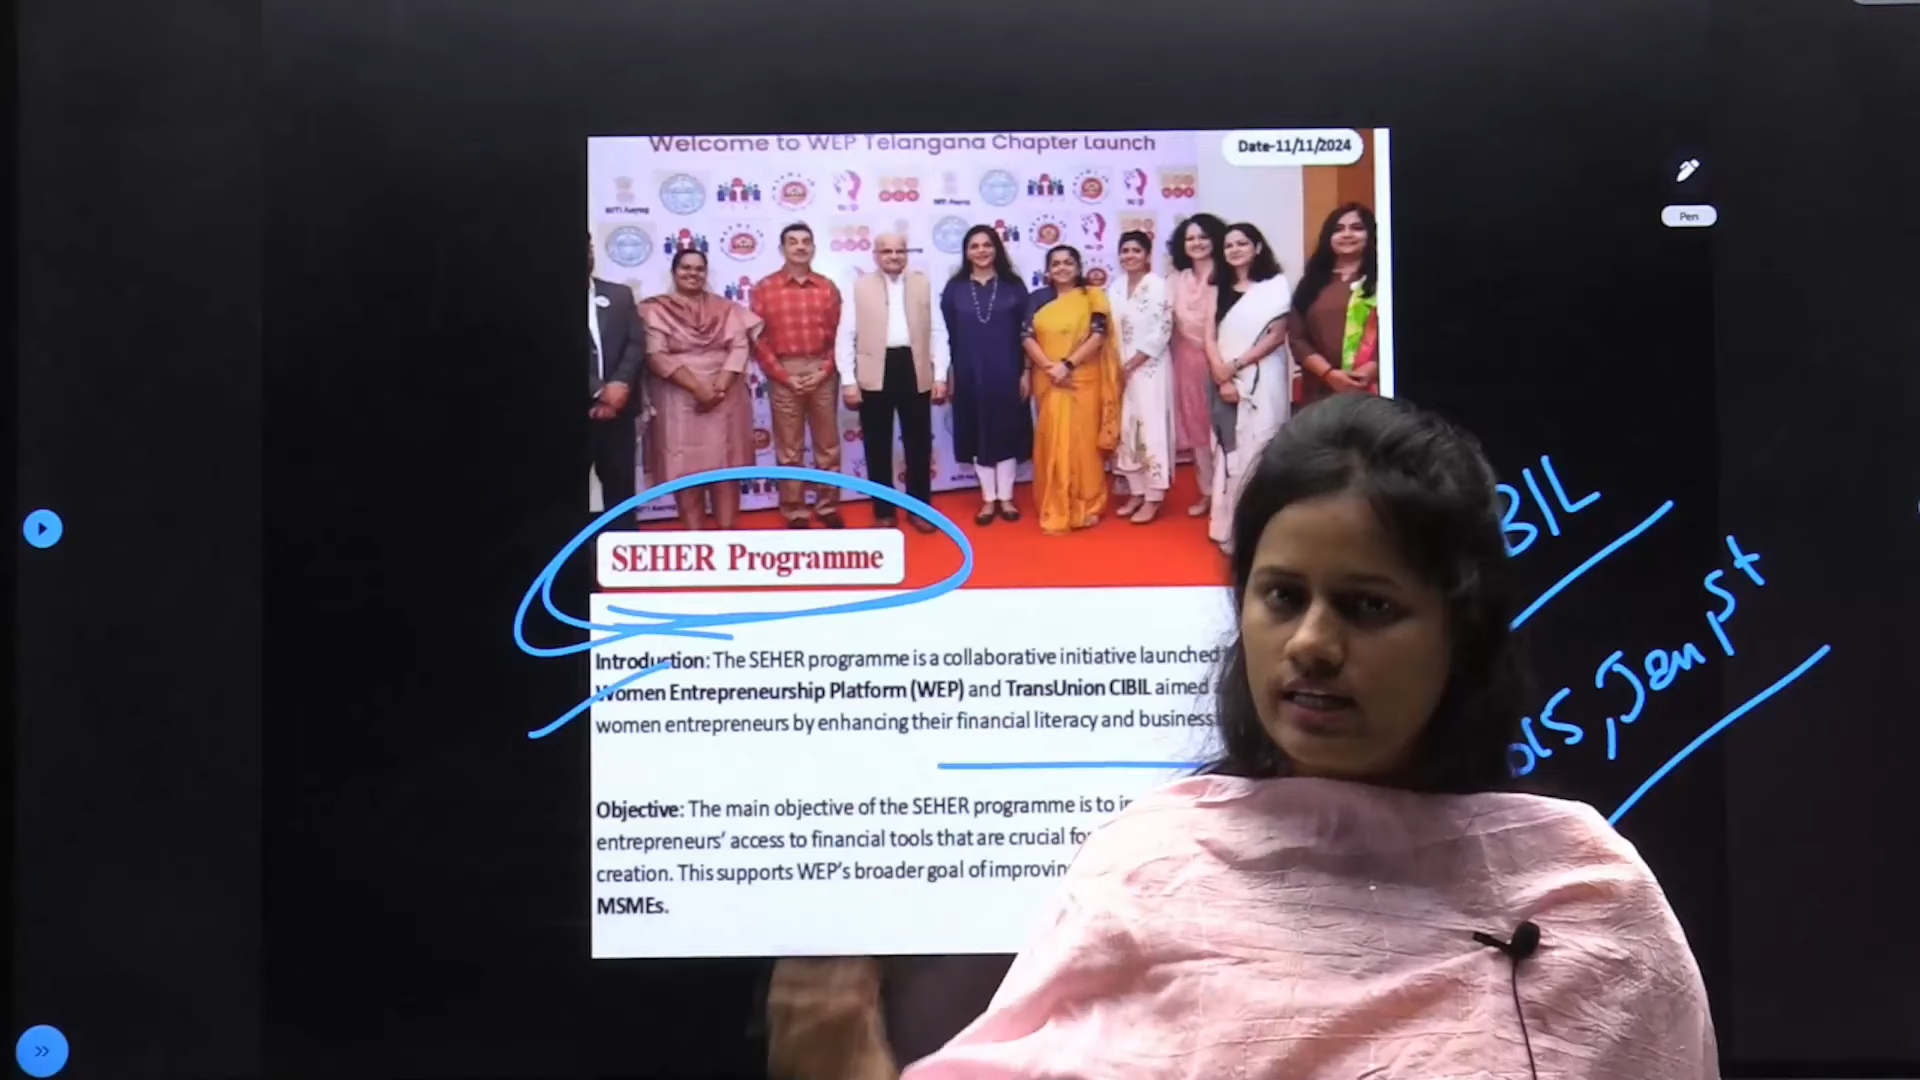 Welcome to WEP Telangana Chapter Launch
Date-11/11/2024
Pen
SEHER Programme
BIL
Introduction: The SEHER programme is a collaborative initiative launched
Women Entrepreneurship Platform (WEP) and TransUnion CIBIL aimed
women entrepreneurs by enhancing their financial literacy and business
Objective: The main objective of the SEHER programme is to
entrepreneurs' access to financial tools that are crucial
creation. This supports WEP's broader goal of
MSMEs.